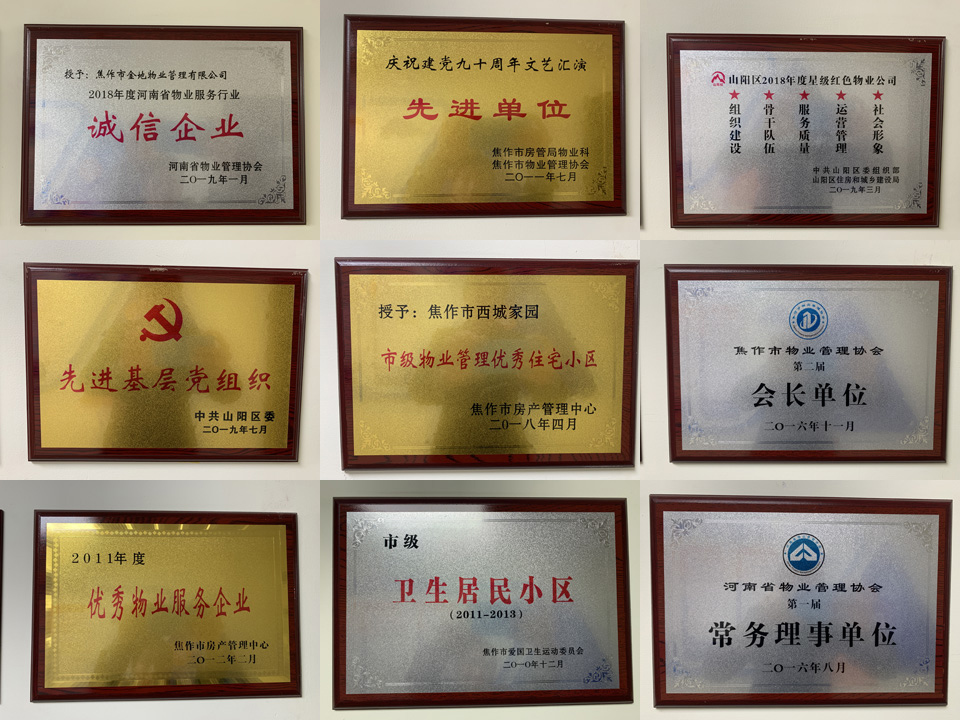 授予：焦作市金地物业管理有限公司
2018年度河南省物业服务行业
诚信企业
河南省物业管理协会
二〇一九年一月
庆祝建党九十周年文艺汇演
先进单位
焦作市房管局物业科
焦作市物业管理协会
二〇一一年七月
山阳区2018年度星级红色物业公司
组织建设
骨干队伍
服务质量
运营管理
社会形象
中共山阳区委组织部
山阳区住房和城乡建设局
二〇一九年三月
先进基层党组织
中共山阳区委
二〇一九年七月
授予：焦作市西城家园
市级物业管理优秀住宅小区
焦作市房产管理中心
二〇一八年四月
焦作市物业管理协会
第二届
会长单位
二〇一六年十一月
2011年度
优秀物业服务企业
焦作市房产管理中心
二〇一二年二月
市级
卫生居民小区
(2011-2013)
焦作市爱国卫生运动委员会
二〇一〇年十二月
河南省物业管理协会
第一届
常务理事单位
二〇一六年八月